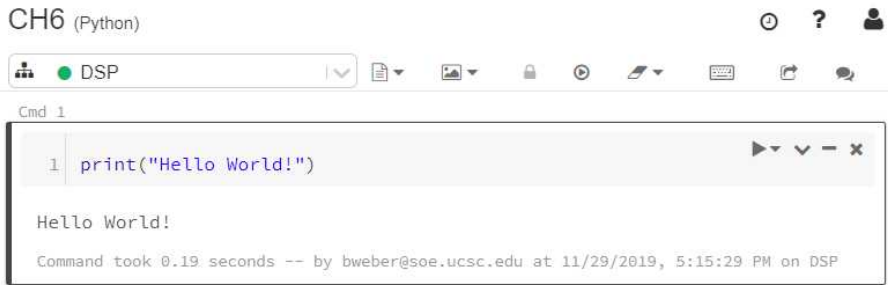 CH6 (Python)
?
DSP
Cmd 1
1 print("Hello World!")
Hello World!
Command took 0.19 seconds -- by bweber@soe.ucsc.edu at 11/29/2019, 5:15:29 PM on DSP